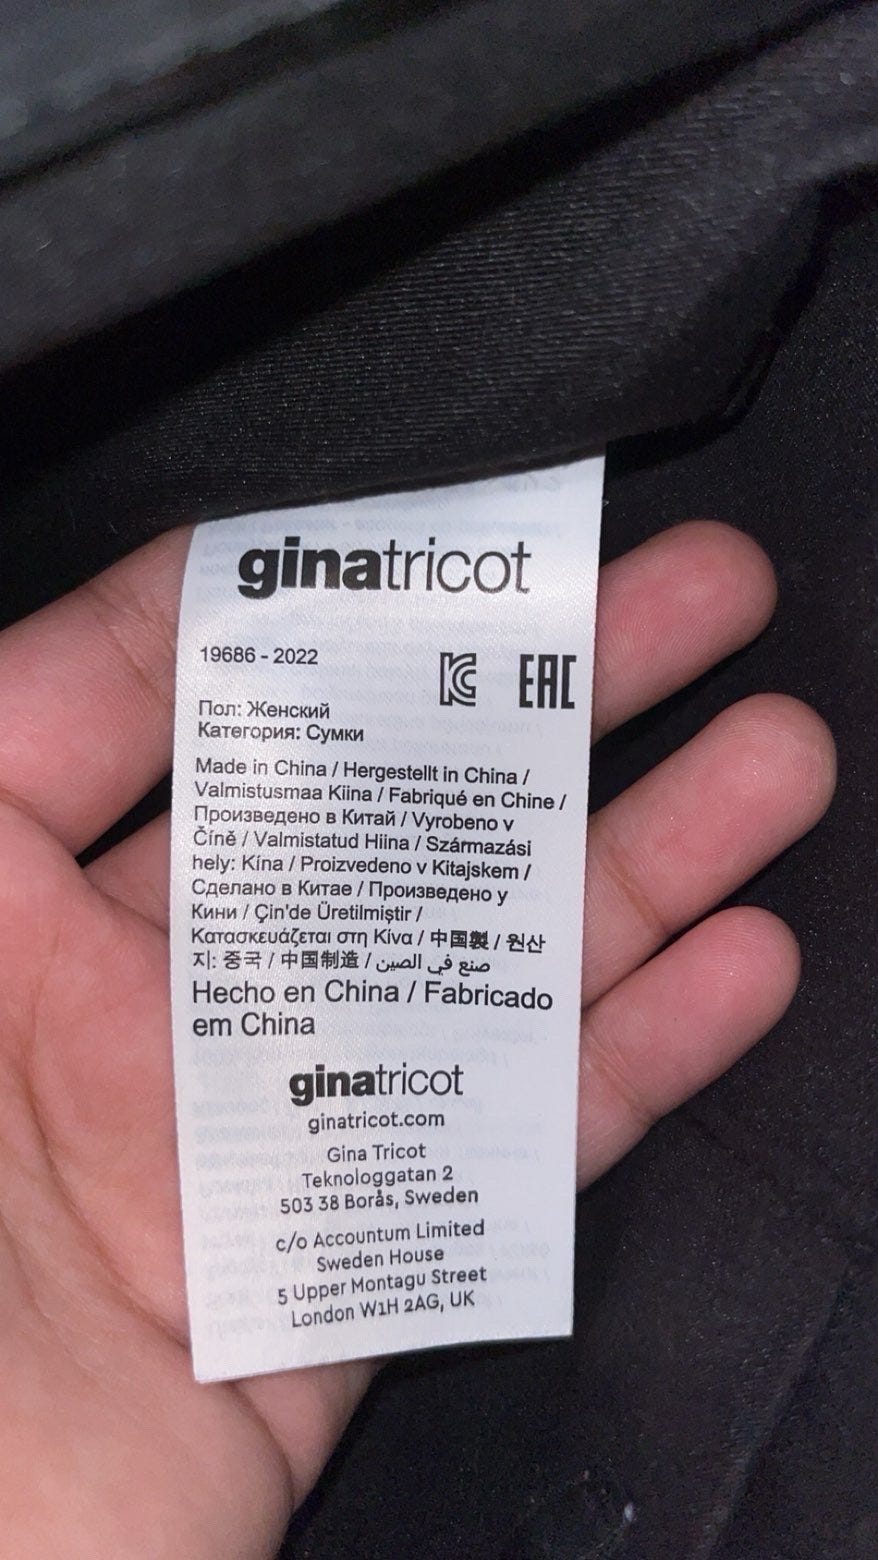 ginatricot
19686 - 2022
EAC
Пол: Женский
Категория: Сумки
Made in China / Hergestellt in China /
Valmistusmaa Kiina / Fabriqué en Chine /
Произведено в Китай / Vyrobeno v
Číně / Valmistatud Hiina / Származási
hely: Kína / Proizvedeno v Kitajskem /
Сделано в Китае / Произведено у
Кини / Çin'de Üretilmiştir /
Κατασκευάζεται στη Κίνα / 中国製 / 원산
지: 중국 / 中国制造 / صنع في الصين
Hecho en China / Fabricado
em China
ginatricot
ginatricot.com
Gina Tricot
Teknologgatan 2
503 38 Borås, Sweden
c/o Accountum Limited
Sweden House
5 Upper Montagu Street
London W1H 2AG, UK